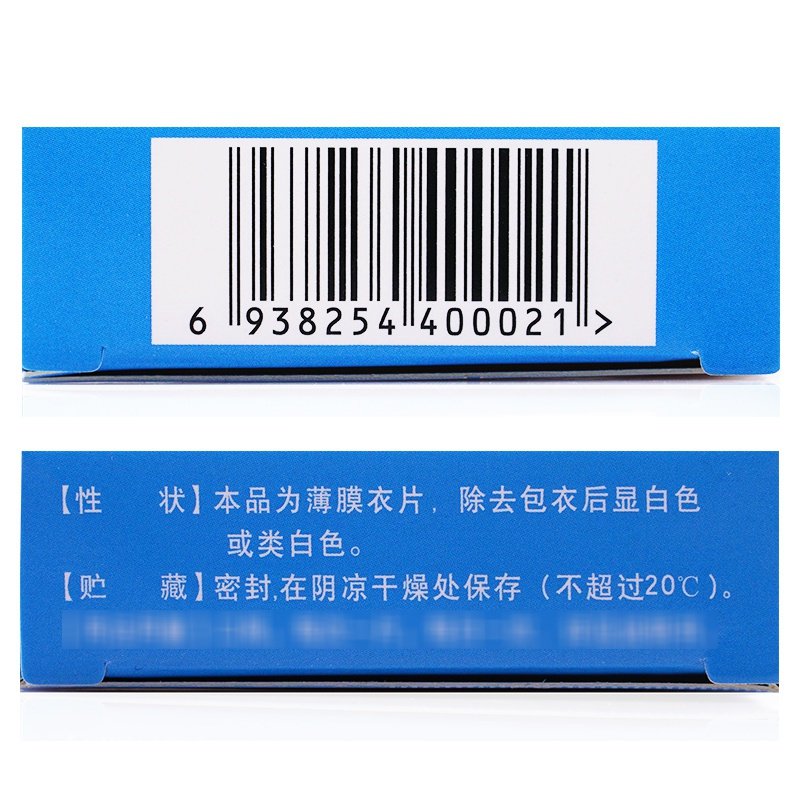 6 938254 400021 >
【性 状】本品为薄膜衣片，除去包衣后显白色
或类白色。
【贮 藏】密封,在阴凉干燥处保存（不超过20℃）。